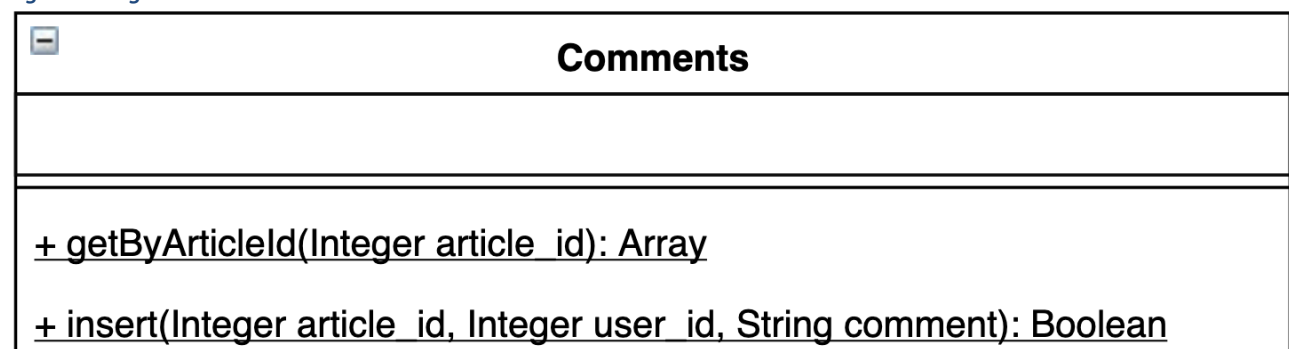 Comments
+ getByArticleId(Integer article_id): Array
+ insert(Integer article_id, Integer user_id, String comment): Boolean